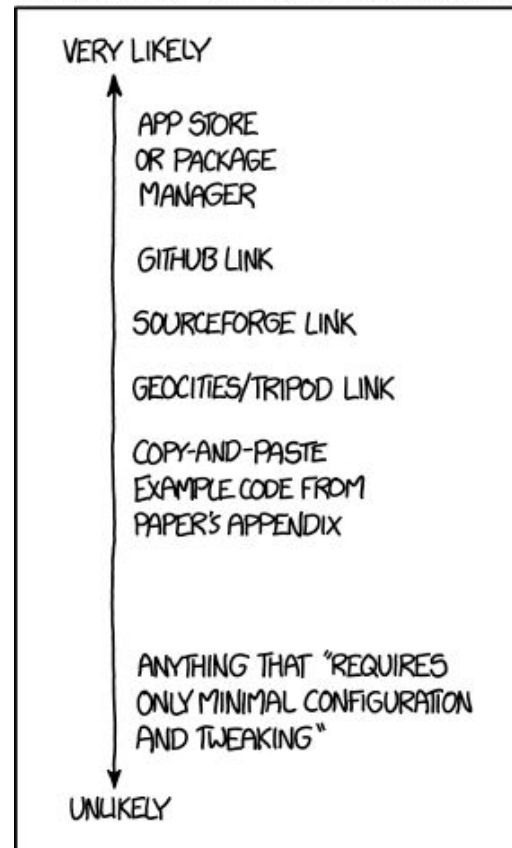 VERY LIKELY
APP STORE
OR PACKAGE
MANAGER
GITHUB LINK
SOURCEFORGE LINK
GEOCITIES/TRIPOD LINK
COPY-AND-PASTE
EXAMPLE CODE FROM
PAPER'S APPENDIX
ANYTHING THAT "REQUIRES
ONLY MINIMAL CONFIGURATION
AND TWEAKING"
UNLIKELY